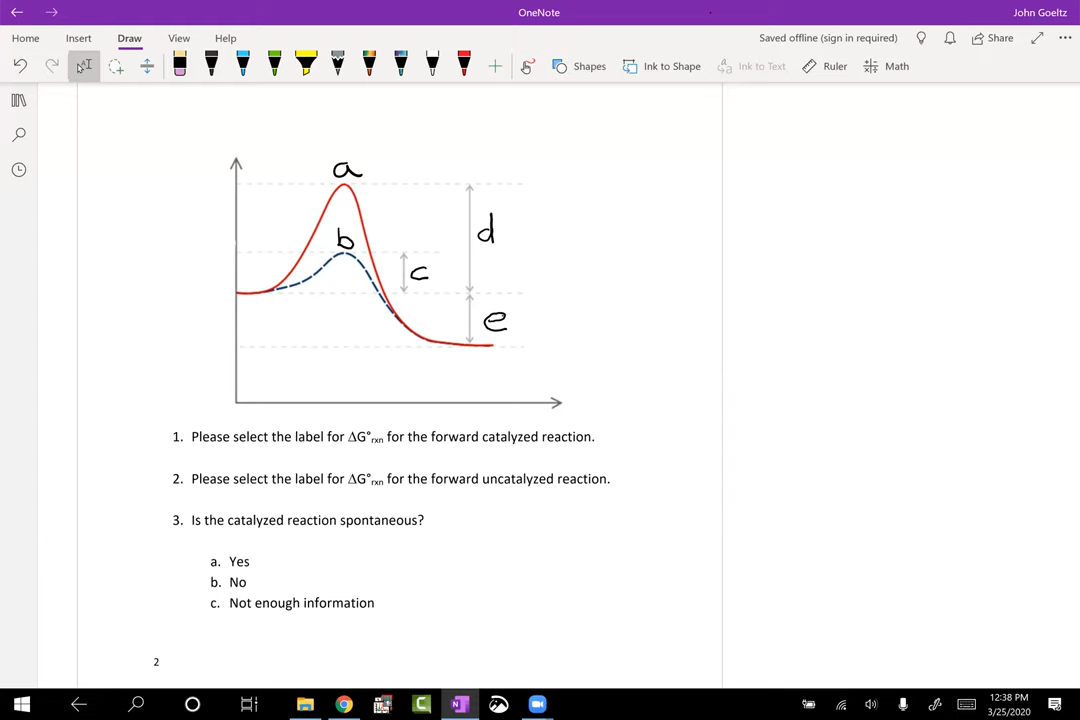 OneNote
John Goeltz
Home Insert Draw View Help
Saved offline (sign in required)
Share
Shapes
Ink to Shape
Ink to Text
Ruler
Math
a
b
c
d
e
1. Please select the label for ΔG°rxn for the forward catalyzed reaction.
2. Please select the label for ΔG°rxn for the forward uncatalyzed reaction.
3. Is the catalyzed reaction spontaneous?
a. Yes
b. No
c. Not enough information
2
12:38 PM
3/25/2020